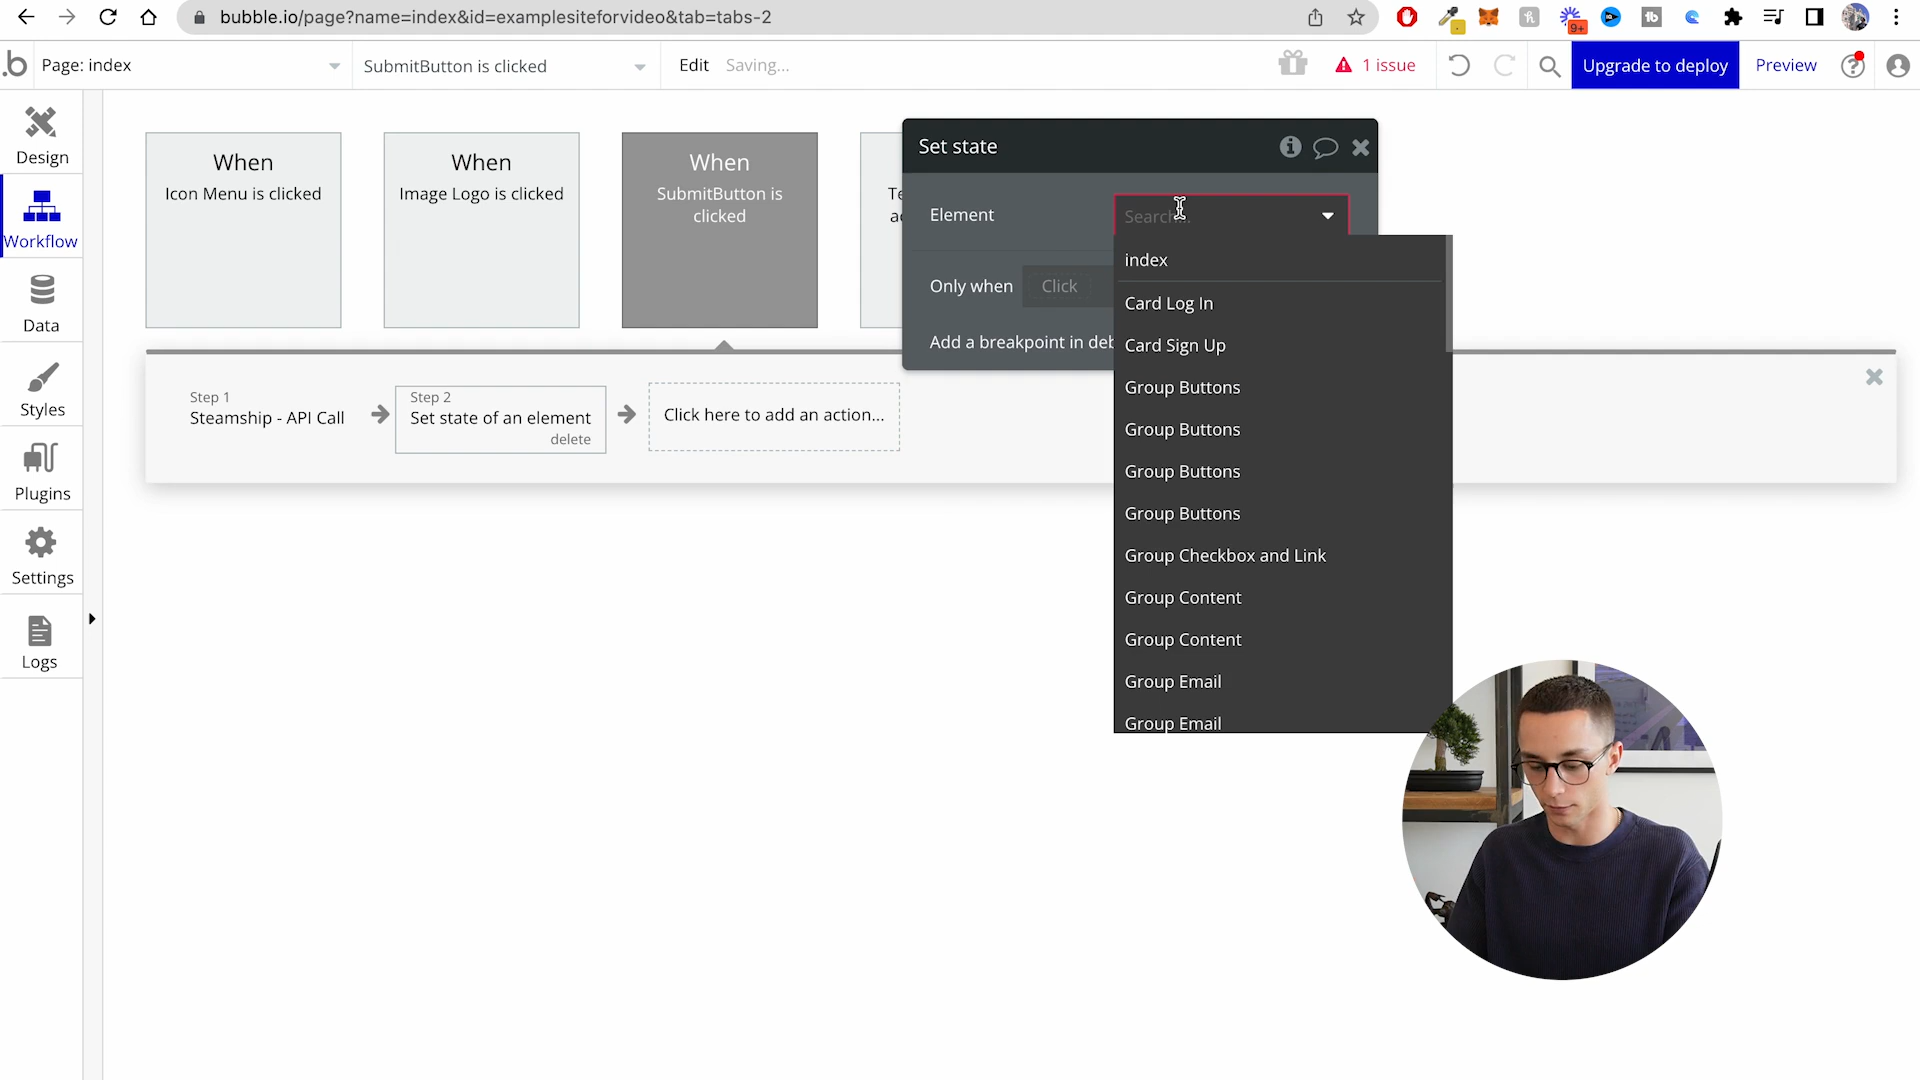 bubble.io/page?name=index&id=examplesiteforvideo&tab=tabs-2
9+
.b
Page: index
SubmitButton is clicked
Edit
Saving...
1 issue
Upgrade to deploy
Preview
Design
Workflow
Data
Styles
Plugins
Settings
Logs
When
Icon Menu is clicked
When
Image Logo is clicked
When
SubmitButton is
clicked
Set state
Element
Search...
Only when
Click
Add a breakpoint in deb
index
Card Log In
Card Sign Up
Group Buttons
Group Buttons
Group Buttons
Group Buttons
Group Checkbox and Link
Group Content
Group Content
Group Email
Group Email
Step 1
Steamship - API Call
Step 2
Set state of an element
delete
Click here to add an action...